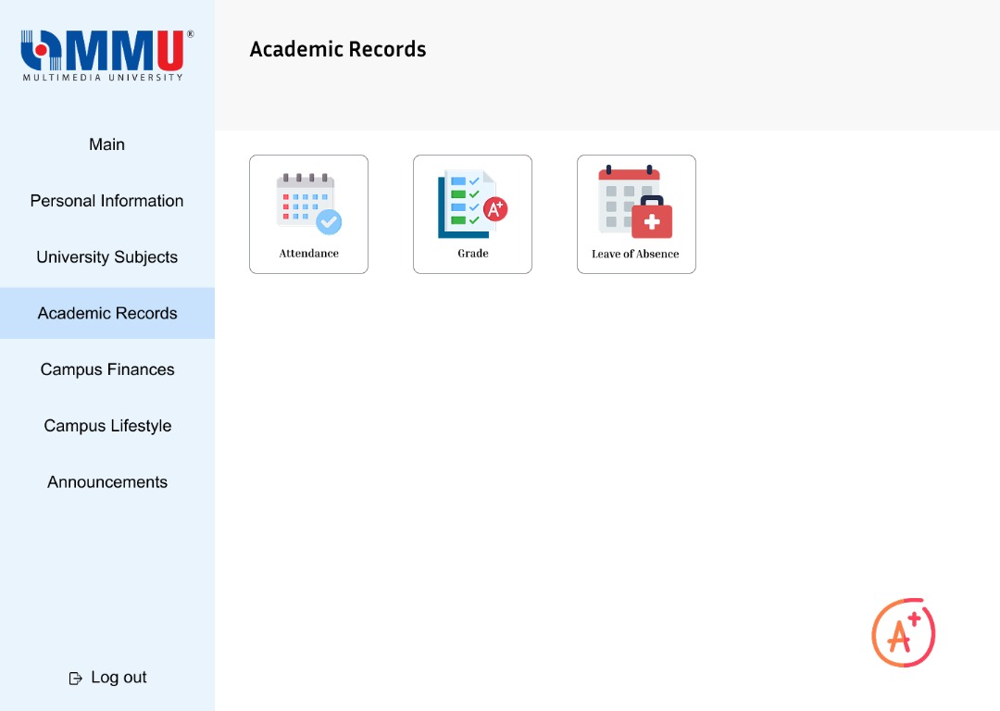 MMU®
MULTIMEDIA UNIVERSITY
Academic Records
Main
Personal Information
University Subjects
Academic Records
Campus Finances
Campus Lifestyle
Announcements
Log out
A+
Attendance
Grade
Leave of Absence
A+